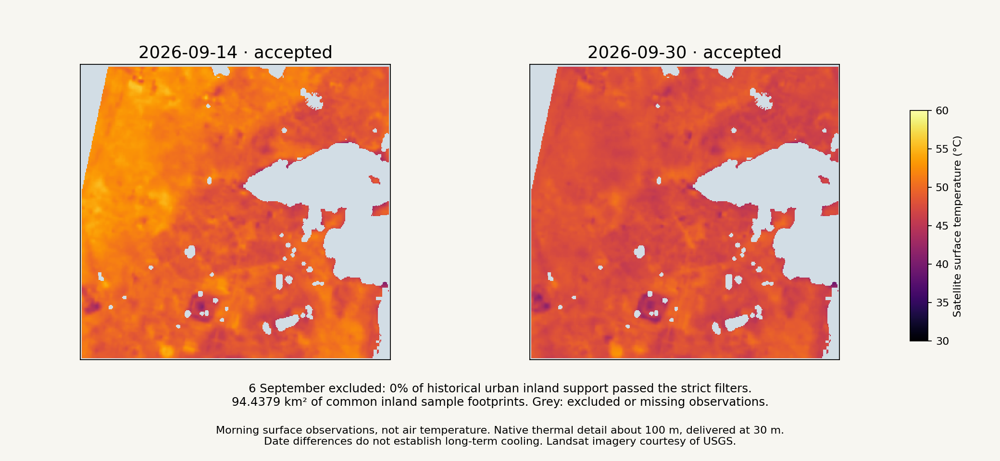 2026-09-14 · accepted
2026-09-30 · accepted
60
55
50
45
40
35
30
Satellite surface temperature (°C)
6 September excluded: 0% of historical urban inland support passed the strict filters.
94.4379 km² of common inland sample footprints. Grey: excluded or missing observations.
Morning surface observations, not air temperature. Native thermal detail about 100 m, delivered at 30 m.
Date differences do not establish long-term cooling. Landsat imagery courtesy of USGS.